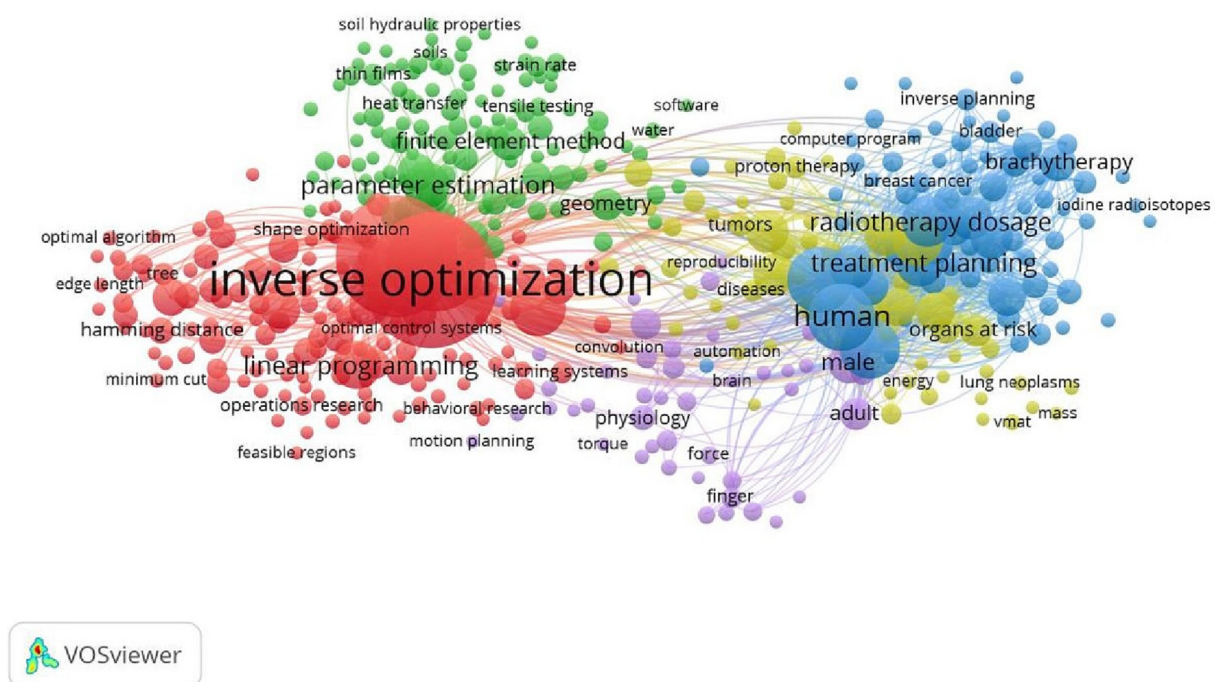 soil hydraulic properties
soils
strain rate
thin films
inverse planning
heat transfer
tensile testing
software
water
computer program
bladder
finite element method
proton therapy
brachytherapy
breast cancer
parameter estimation
geometry
iodine radioisotopes
shape optimization
tumors
radiotherapy dosage
optimal algorithm
reproducibility
treatment planning
tree
edge length
inverse optimization
diseases
hamming distance
optimal control systems
human
organs at risk
convolution
automation
linear programming
learning systems
male
minimum cut
brain
energy
lung neoplasms
operations research
behavioral research
physiology
adult
mass
vmat
motion planning
torque
feasible regions
force
finger
VOSviewer